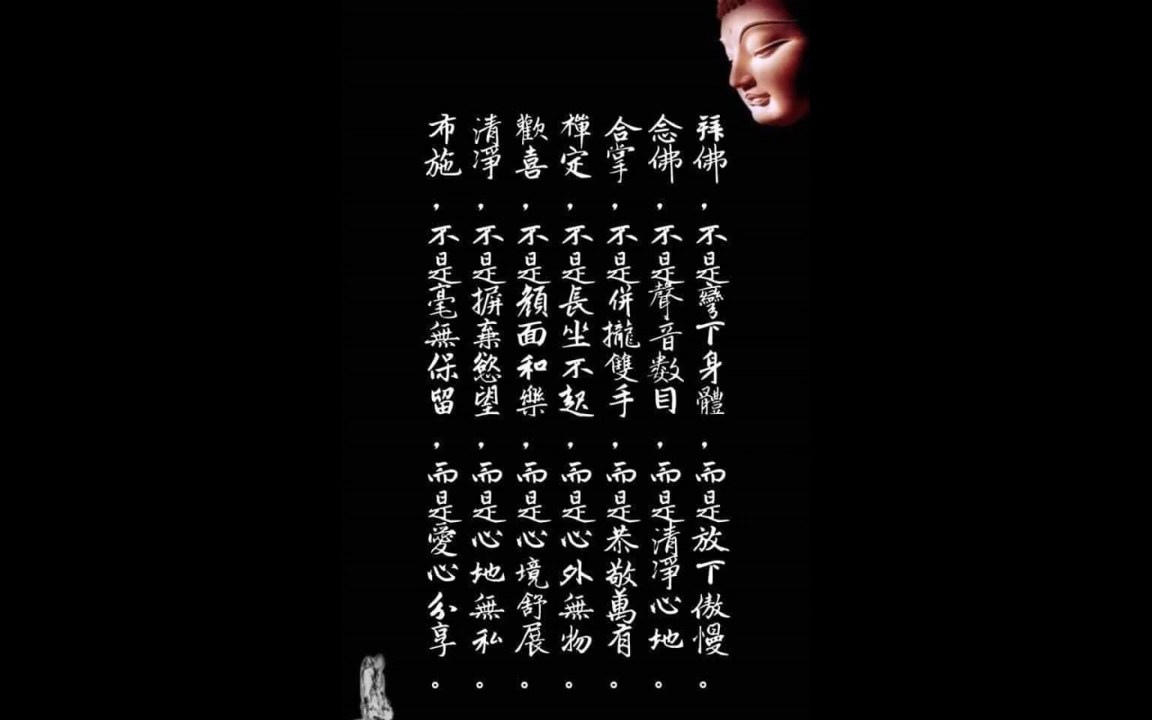 拜佛，不是彎下身體，而是放下傲慢。
念佛，不是聲音數目，而是清淨心地。
合掌，不是併攏雙手，而是恭敬萬有。
禪定，不是長坐不起，而是心外無物。
歡喜，不是顏面和樂，而是心境舒展。
清淨，不是摒棄慾望，而是心地無私。
布施，不是毫無保留，而是愛心分享。